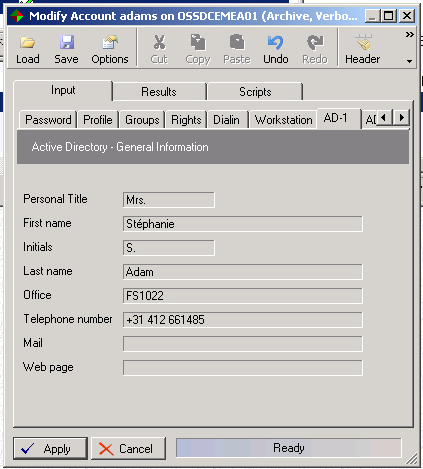 Modify Account adams on OSSDCEMEA01 (Archive, Verbo...
Load Save Options Cut Copy Paste Undo Redo Header »
Input Results Scripts
Password Profile Groups Rights Dialin Workstation AD-1
Active Directory - General Information
Personal Title Mrs.
First name Stéphanie
Initials S.
Last name Adam
Office FS1022
Telephone number +31 412 661485
Mail
Web page
Apply Cancel Ready